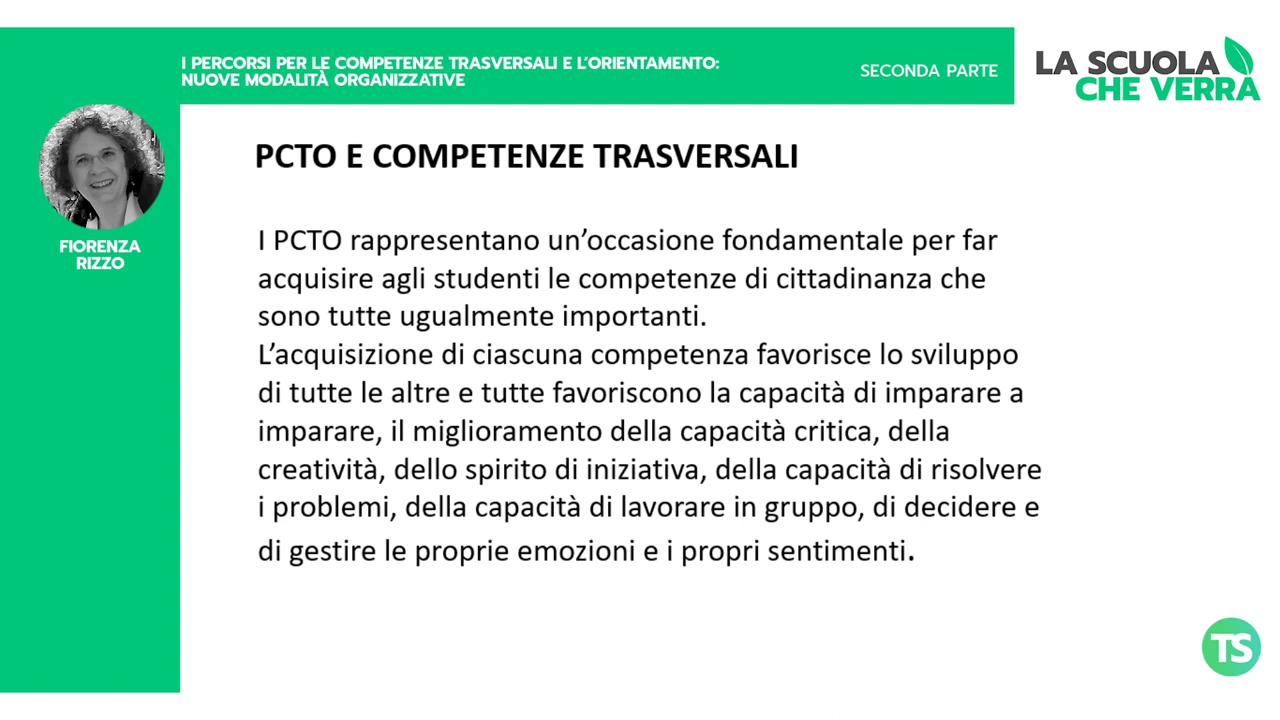 I PERCORSI PER LE COMPETENZE TRASVERSALI E L'ORIENTAMENTO:
NUOVE MODALITÀ ORGANIZZATIVE
SECONDA PARTE
LA SCUOLA
CHE VERRÀ
FIORENZA
RIZZO
PCTO E COMPETENZE TRASVERSALI
I PCTO rappresentano un'occasione fondamentale per far
acquisire agli studenti le competenze di cittadinanza che
sono tutte ugualmente importanti.
L'acquisizione di ciascuna competenza favorisce lo sviluppo
di tutte le altre e tutte favoriscono la capacità di imparare a
imparare, il miglioramento della capacità critica, della
creatività, dello spirito di iniziativa, della capacità di risolvere
i problemi, della capacità di lavorare in gruppo, di decidere e
di gestire le proprie emozioni e i propri sentimenti.
TS